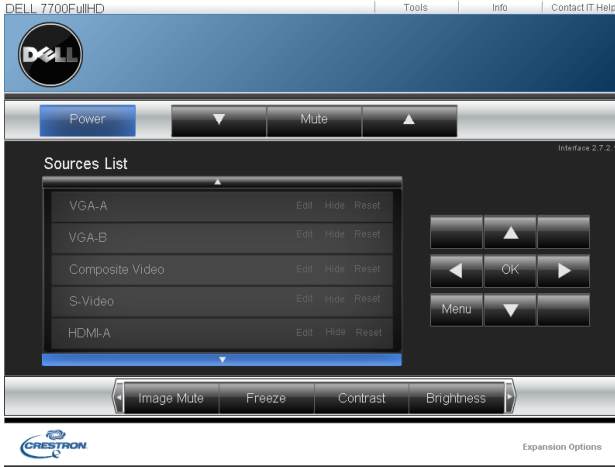 DELL 7700FullHD Tools Info Contact IT Help
DELL
Power Mute
Interface 2.7.2.
Sources List
VGA-A Edit Hide Reset
VGA-B Edit Hide Reset
Composite Video Edit Hide Reset
S-Video Edit Hide Reset
HDMI-A Edit Hide Reset
OK
Menu
Image Mute Freeze Contrast Brightness
CRESTRON
Expansion Options